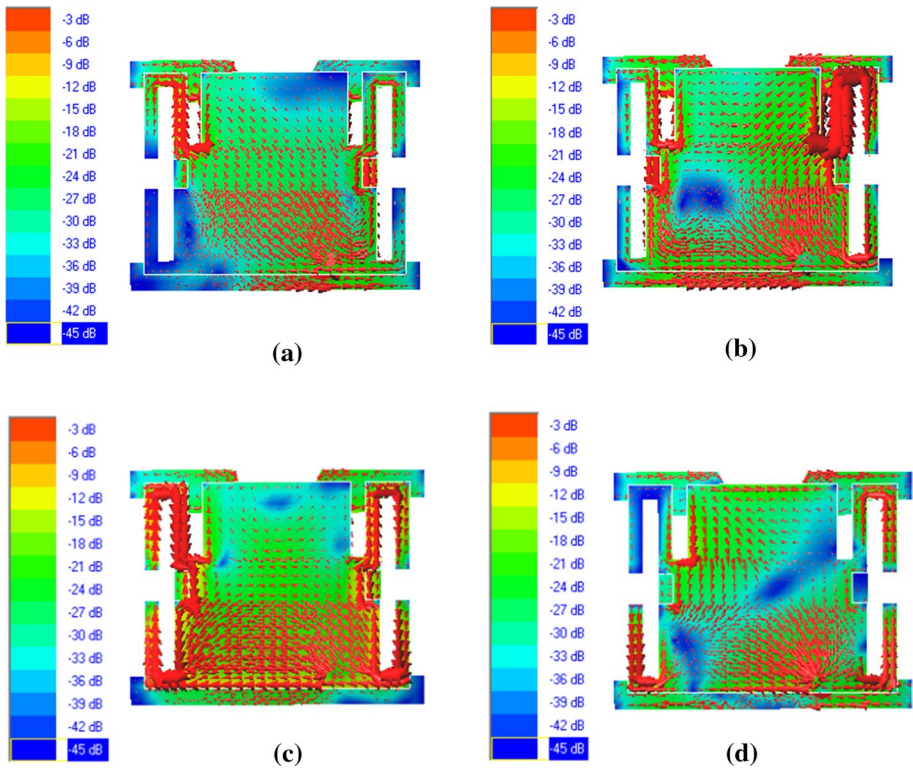 -3 dB
-6 dB
-9 dB
-12 dB
-15 dB
-18 dB
-21 dB
-24 dB
-27 dB
-30 dB
-33 dB
-36 dB
-39 dB
-42 dB
-45 dB
(a)
-3 dB
-6 dB
-9 dB
-12 dB
-15 dB
-18 dB
-21 dB
-24 dB
-27 dB
-30 dB
-33 dB
-36 dB
-39 dB
-42 dB
-45 dB
(b)
-3 dB
-6 dB
-9 dB
-12 dB
-15 dB
-18 dB
-21 dB
-24 dB
-27 dB
-30 dB
-33 dB
-36 dB
-39 dB
-42 dB
-45 dB
(c)
-3 dB
-6 dB
-9 dB
-12 dB
-15 dB
-18 dB
-21 dB
-24 dB
-27 dB
-30 dB
-33 dB
-36 dB
-39 dB
-42 dB
-45 dB
(d)